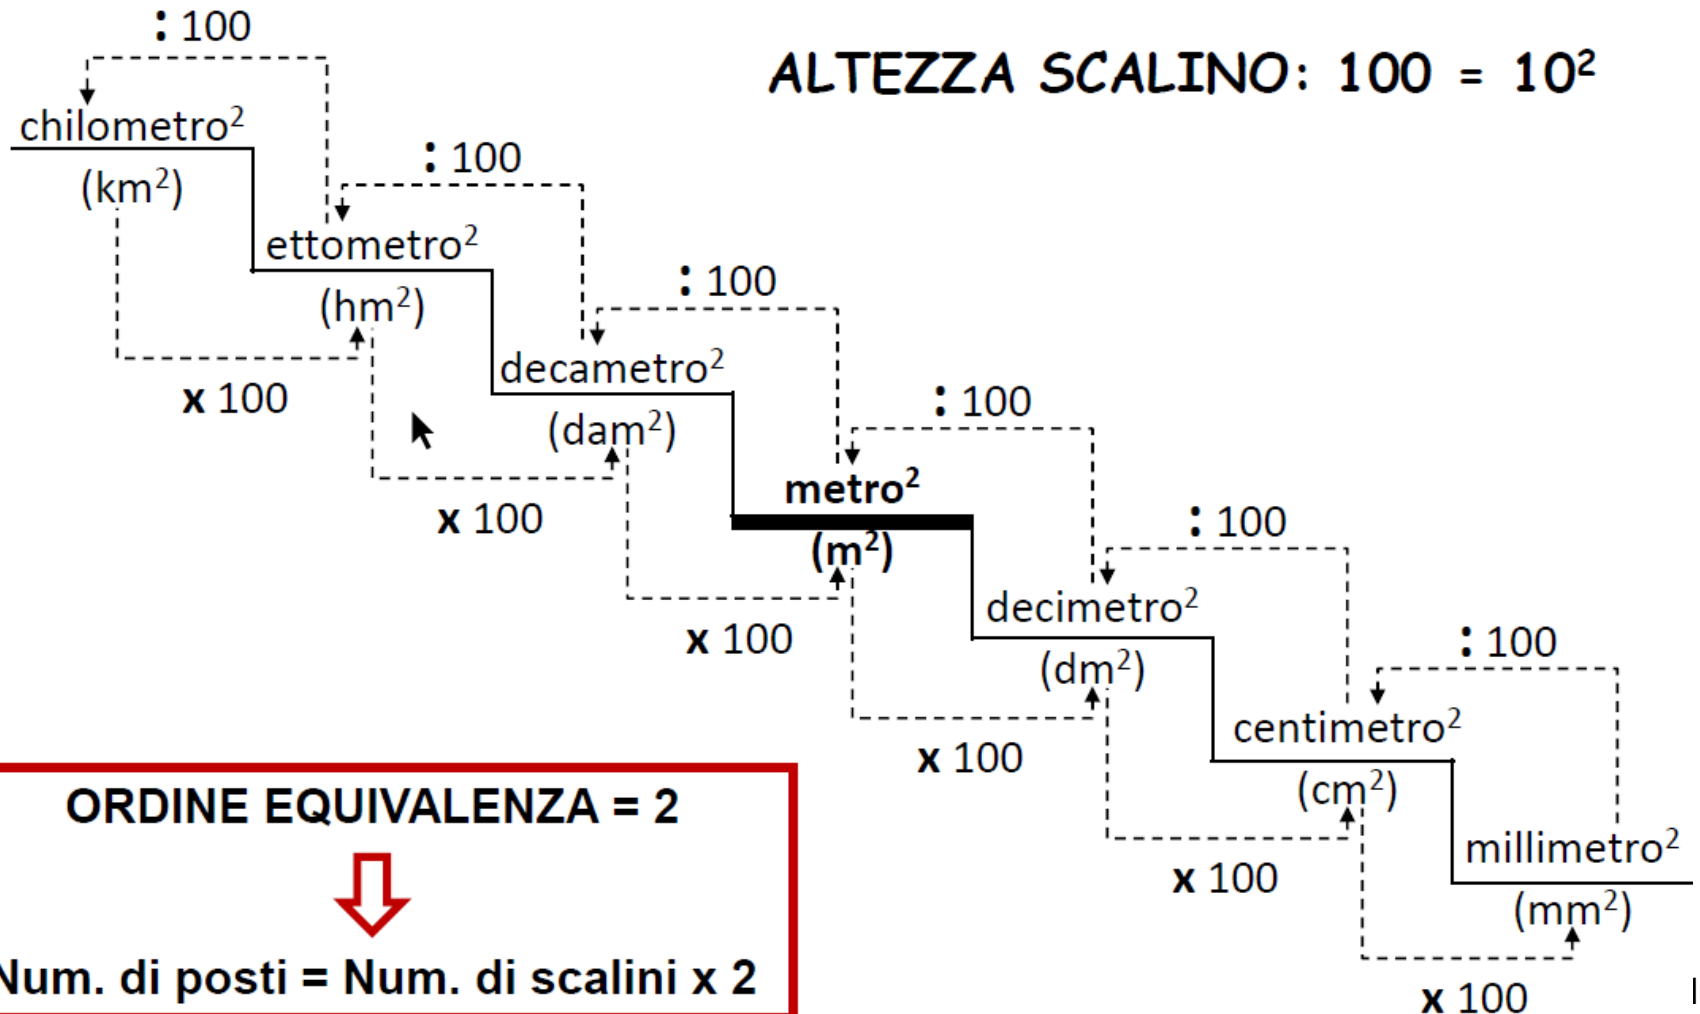 : 100
ALTEZZA SCALINO: 100 = 10²
chilometro²
(km²)
: 100
ettometro²
(hm²)
: 100
x 100
decametro²
(dam²)
: 100
x 100
metro²
(m²)
: 100
x 100
decimetro²
(dm²)
: 100
x 100
centimetro²
(cm²)
x 100
millimetro²
(mm²)
x 100
ORDINE EQUIVALENZA = 2
Num. di posti = Num. di scalini x 2